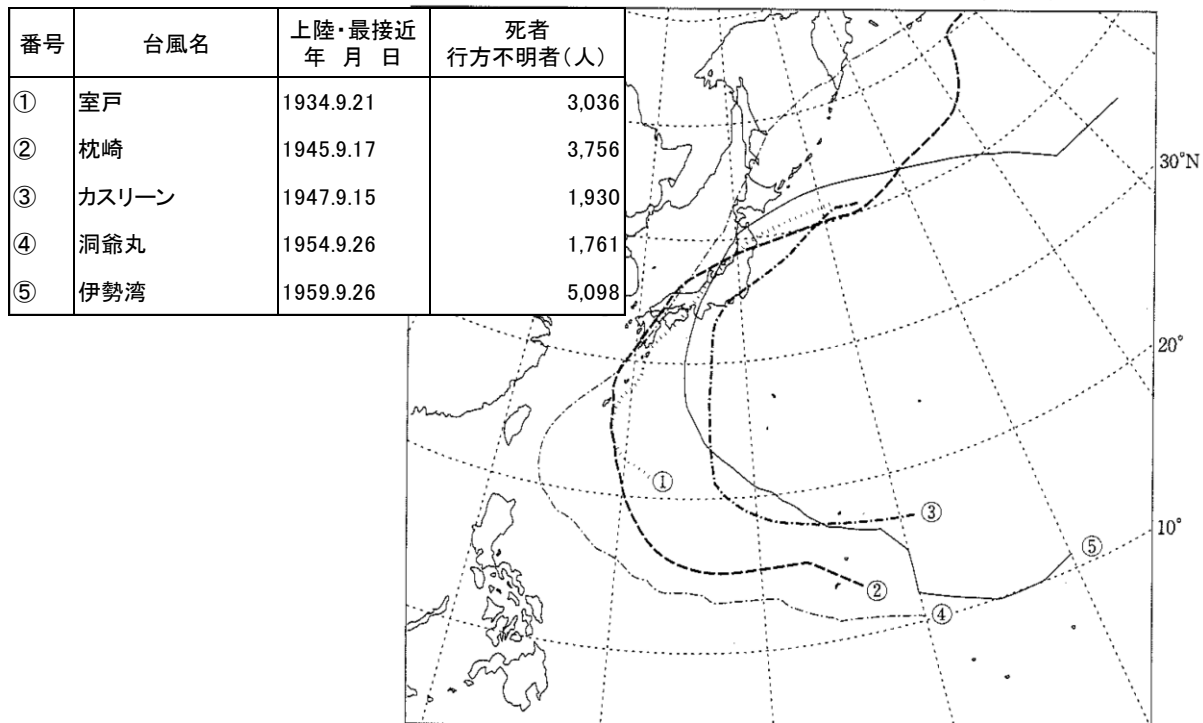 番号 台風名 上陸・最接近 年 月 日 死者 行方不明者(人)
① 室戸 1934.9.21 3,036
② 枕崎 1945.9.17 3,756
③ カスリーン 1947.9.15 1,930
④ 洞爺丸 1954.9.26 1,761
⑤ 伊勢湾 1959.9.26 5,098
30°N
20°
10°
①
③
⑤
②
④